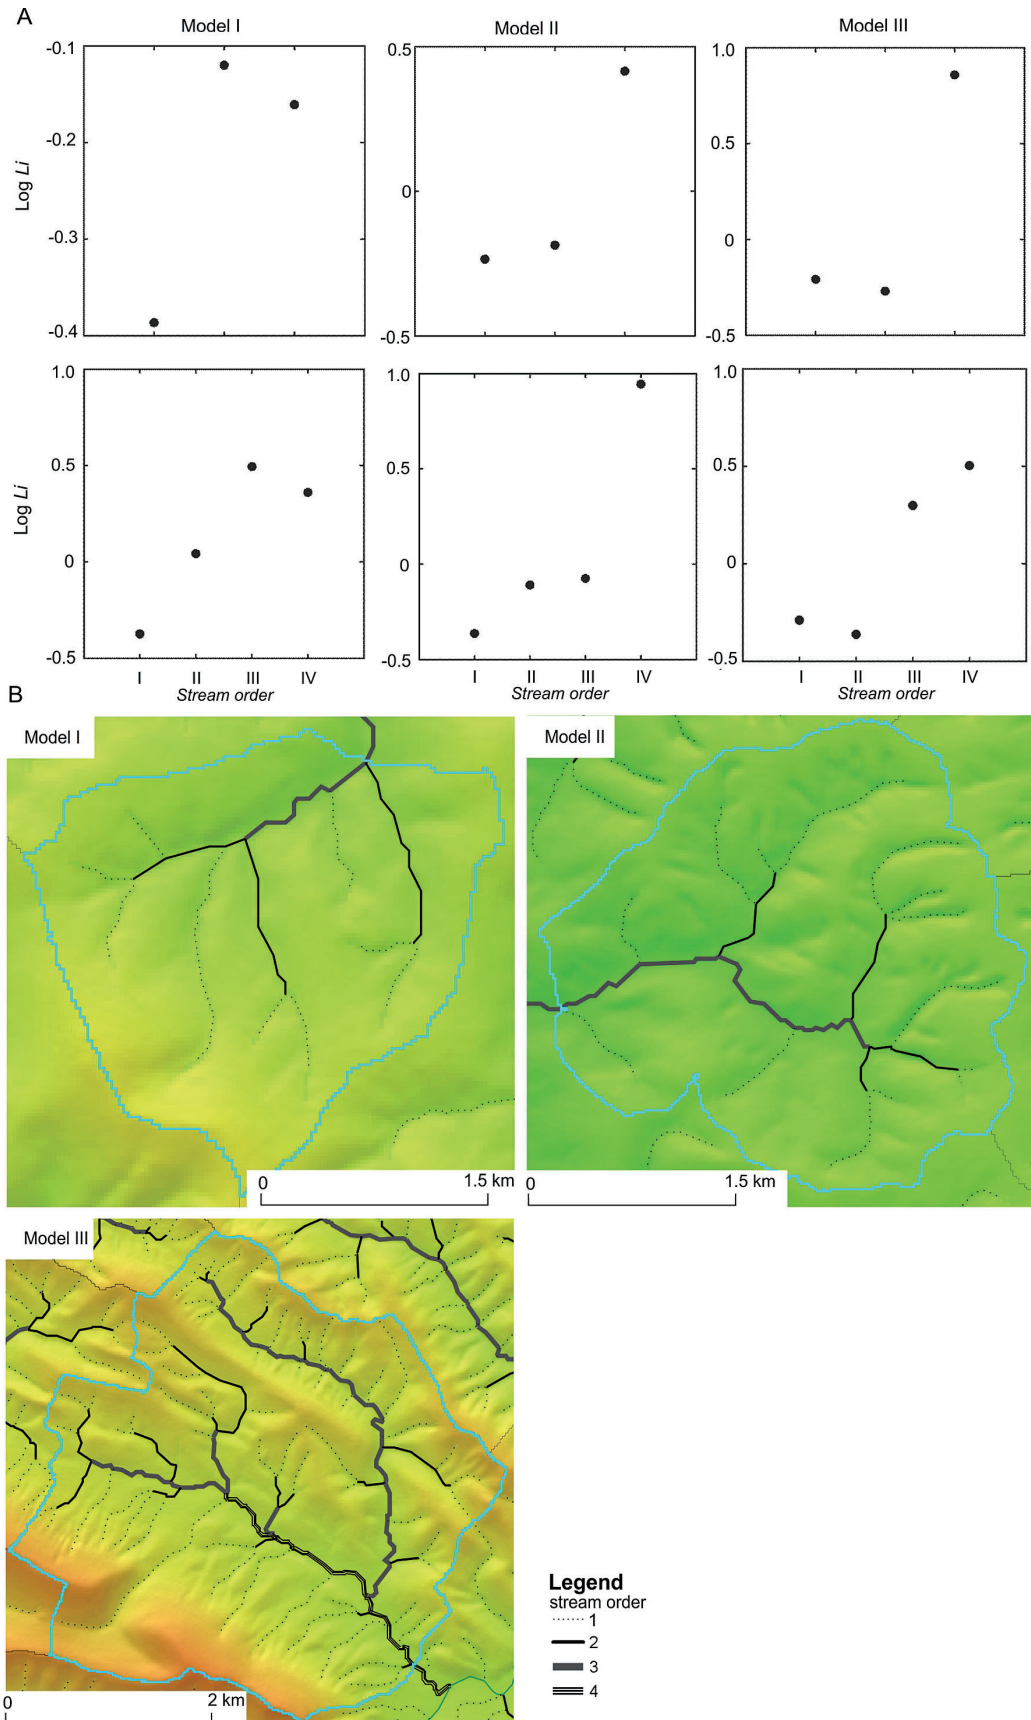 A
Model I
Model II
Model III
Log Li
-0.1
-0.2
-0.3
-0.4
0.5
0
-0.5
1.0
0.5
0
-0.5
Log Li
1.0
0.5
0
-0.5
1.0
0.5
0
-0.5
1.0
0.5
0
-0.5
I II III IV
Stream order
I II III IV
Stream order
I II III IV
Stream order
B
Model I
0 1.5 km
Model II
0 1.5 km
Model III
0 2 km
Legend
stream order
1
2
3
4